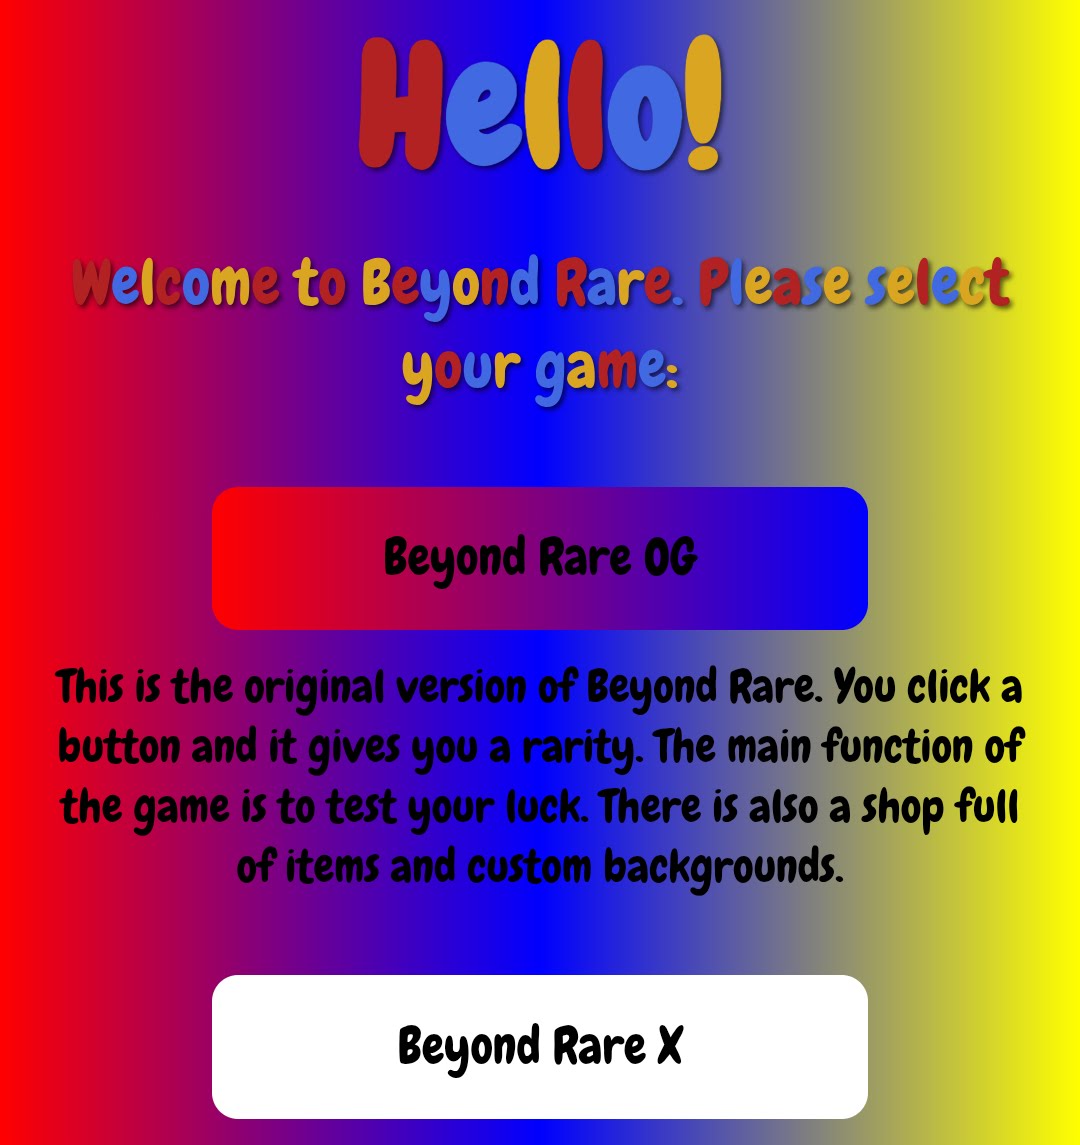 Hello!
Welcome to Beyond Rare. Please select
your game:
Beyond Rare OG
This is the original version of Beyond Rare. You click a
button and it gives you a rarity. The main function of
the game is to test your luck. There is also a shop full
of items and custom backgrounds.
Beyond Rare X